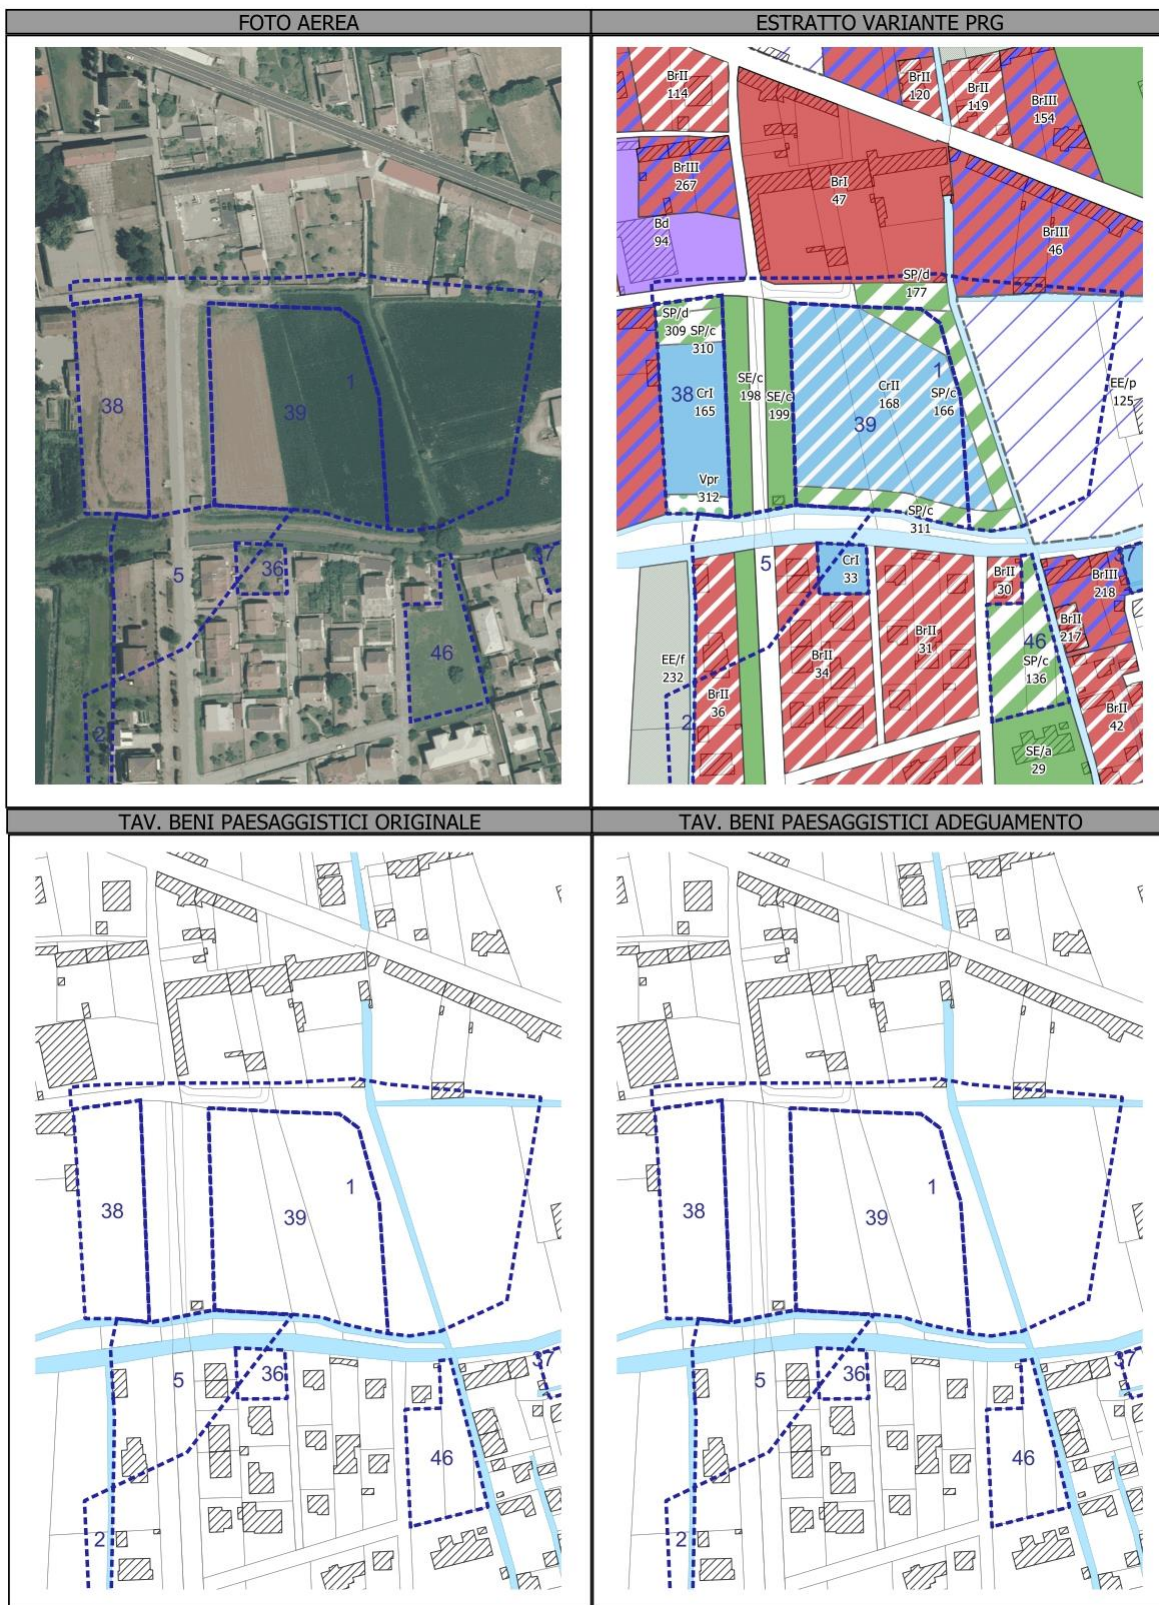 FOTO AEREA
ESTRATTO VARIANTE PRG
38
39
1
5
36
37
46
2
BrII
114
BrII
120
BrII
119
BrIII
154
BrIII
267
BrI
47
Bd
94
BrIII
46
SP/d
177
SP/d
309
SP/c
310
SE/c
198
SE/c
199
38
CrI
165
CrII
168
39
1
SP/c
166
EE/p
125
Vpr
312
SP/c
311
5
CrI
33
37
BrII
30
BrIII
218
BrII
217
EE/f
232
BrII
36
BrII
34
BrII
31
46
SP/c
136
BrII
42
2
SE/a
29
TAV. BENI PAESAGGISTICI ORIGINALE
TAV. BENI PAESAGGISTICI ADEGUAMENTO
38
39
1
5
36
37
46
2
38
39
1
5
36
37
46
2